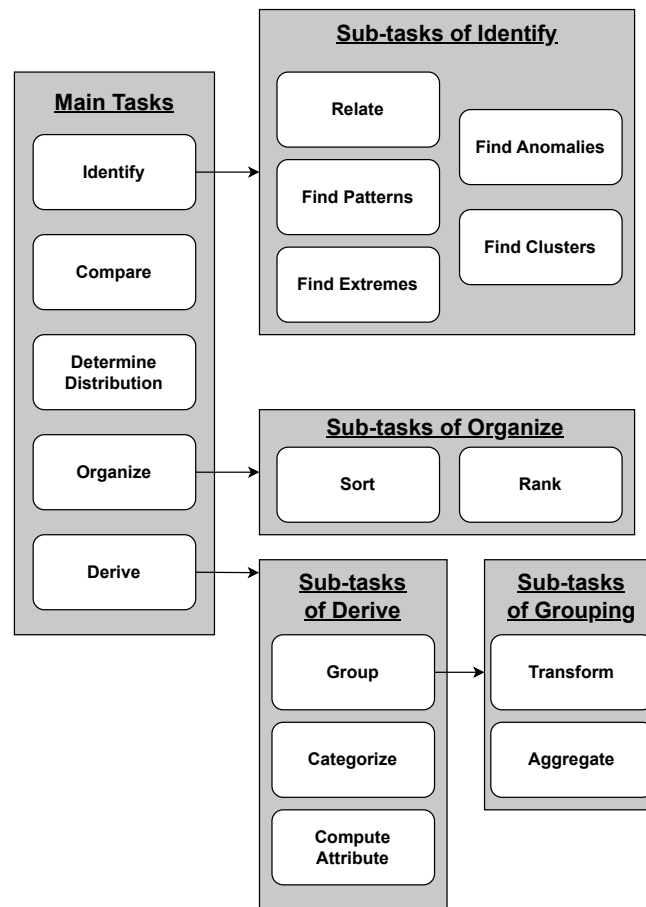 Main Tasks
Identify
Compare
Determine
Distribution
Organize
Derive
Sub-tasks of Identify
Relate
Find Patterns
Find Extremes
Find Anomalies
Find Clusters
Sub-tasks of Organize
Sort
Rank
Sub-tasks
of Derive
Group
Categorize
Compute
Attribute
Sub-tasks
of Grouping
Transform
Aggregate